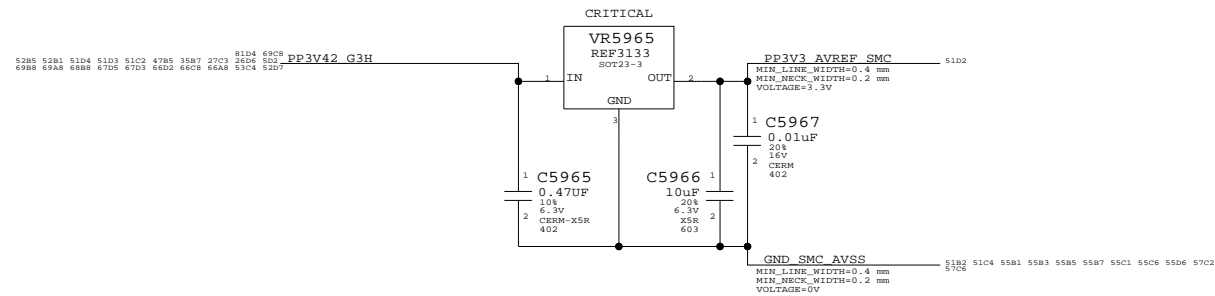 CRITICAL
VR5965
REF3133
SOT23-3
81D4 69C8
52B5 52B1 51D4 51D3 51C2 47B5 35B7 27C3 26D6 5D2
69B8 69A8 68B8 67D5 67D3 66D2 66C8 66A8 53C4 52D7
PP3V42_G3H
PP3V3_AVREF_SMC
51D2
MIN_LINE_WIDTH=0.4 mm
MIN_NECK_WIDTH=0.2 mm
VOLTAGE=3.3V
1
IN
OUT
2
GND
3
1
C5967
0.01uF
20%
16V
2
CERM
402
1
C5965
0.47UF
10%
6.3V
2
CERM-X5R
402
C5966
1
10uF
20%
6.3V
X5R
2
603
GND_SMC_AVSS
51B2 51C4 55B1 55B3 55B5 55B7 55C1 55C6 55D6 57C2
57C6
MIN_LINE_WIDTH=0.4 mm
MIN_NECK_WIDTH=0.2 mm
VOLTAGE=0V